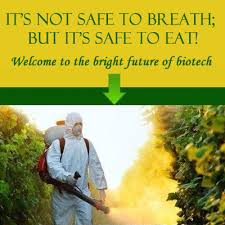 IT'S NOT SAFE TO BREATH;
BUT IT'S SAFE TO EAT!
Welcome to the bright future of biotech